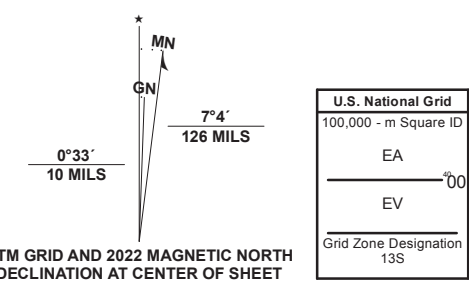 ★
MN
GN
7°4´
126 MILS
0°33´
10 MILS
TM GRID AND 2022 MAGNETIC NORTH
DECLINATION AT CENTER OF SHEET
U.S. National Grid
100,000 - m Square ID
EA
⁴⁰00
EV
Grid Zone Designation
13S